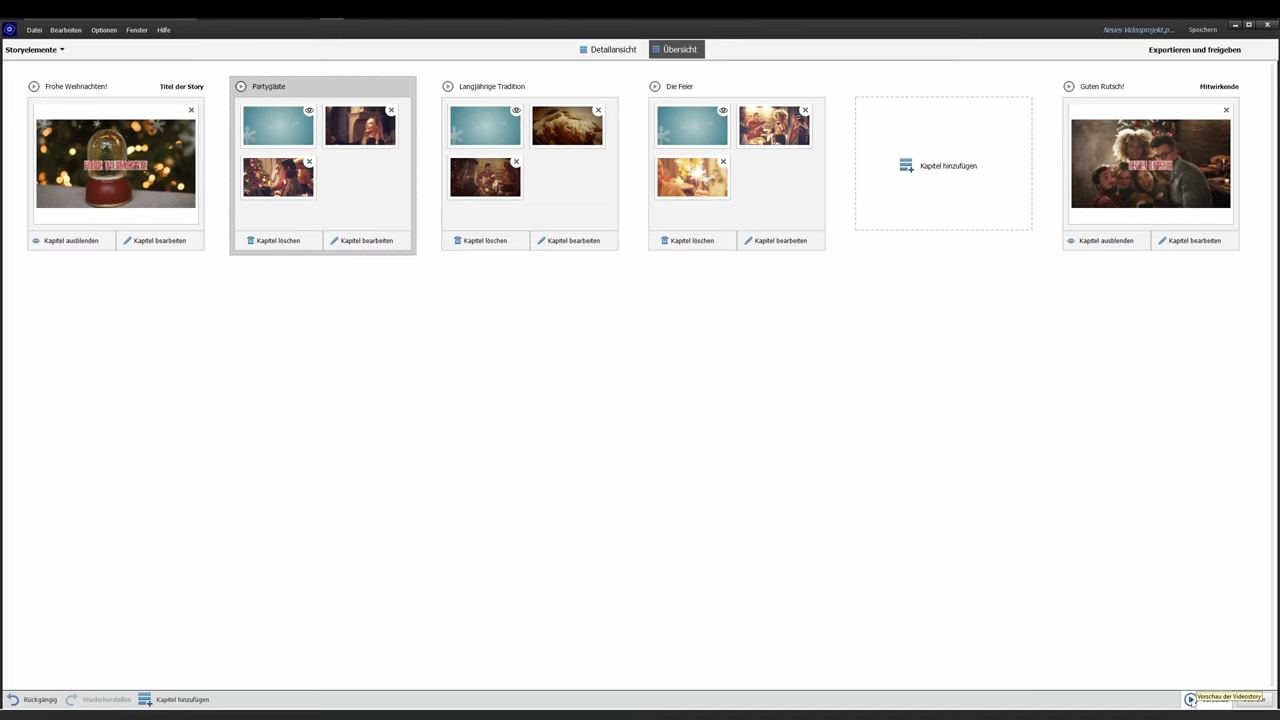 Datei Bearbeiten Optionen Fenster Hilfe
Neues Videoprojekt.p... Speichern
Storyelemente Detailansicht Übersicht Exportieren und freigeben
Frohe Weihnachten! Titel der Story
Partygäste
Langjährige Tradition
Die Feier
Guten Rutsch! Mitwirkende
Kapitel hinzufügen
Kapitel ausblenden Kapitel bearbeiten
Kapitel löschen Kapitel bearbeiten
Kapitel löschen Kapitel bearbeiten
Kapitel löschen Kapitel bearbeiten
Kapitel ausblenden Kapitel bearbeiten
Rückgängig Wiederherstellen Kapitel hinzufügen
Vorschau der Videostory